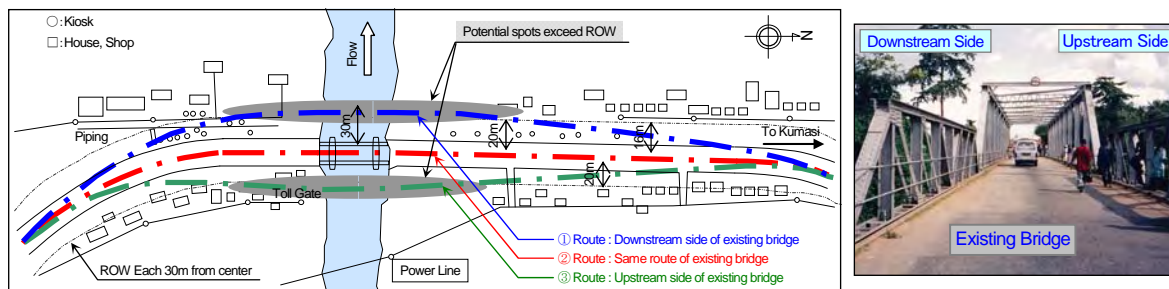 ○: Kiosk
□: House, Shop
Potential spots exceed ROW
Flow
N
Downstream Side
Upstream Side
30m
20m
16m
Piping
To Kumasi
20m
Toll Gate
① Route : Downstream side of existing bridge
② Route : Same route of existing bridge
③ Route : Upstream side of existing bridge
ROW Each 30m from center
Power Line
Existing Bridge